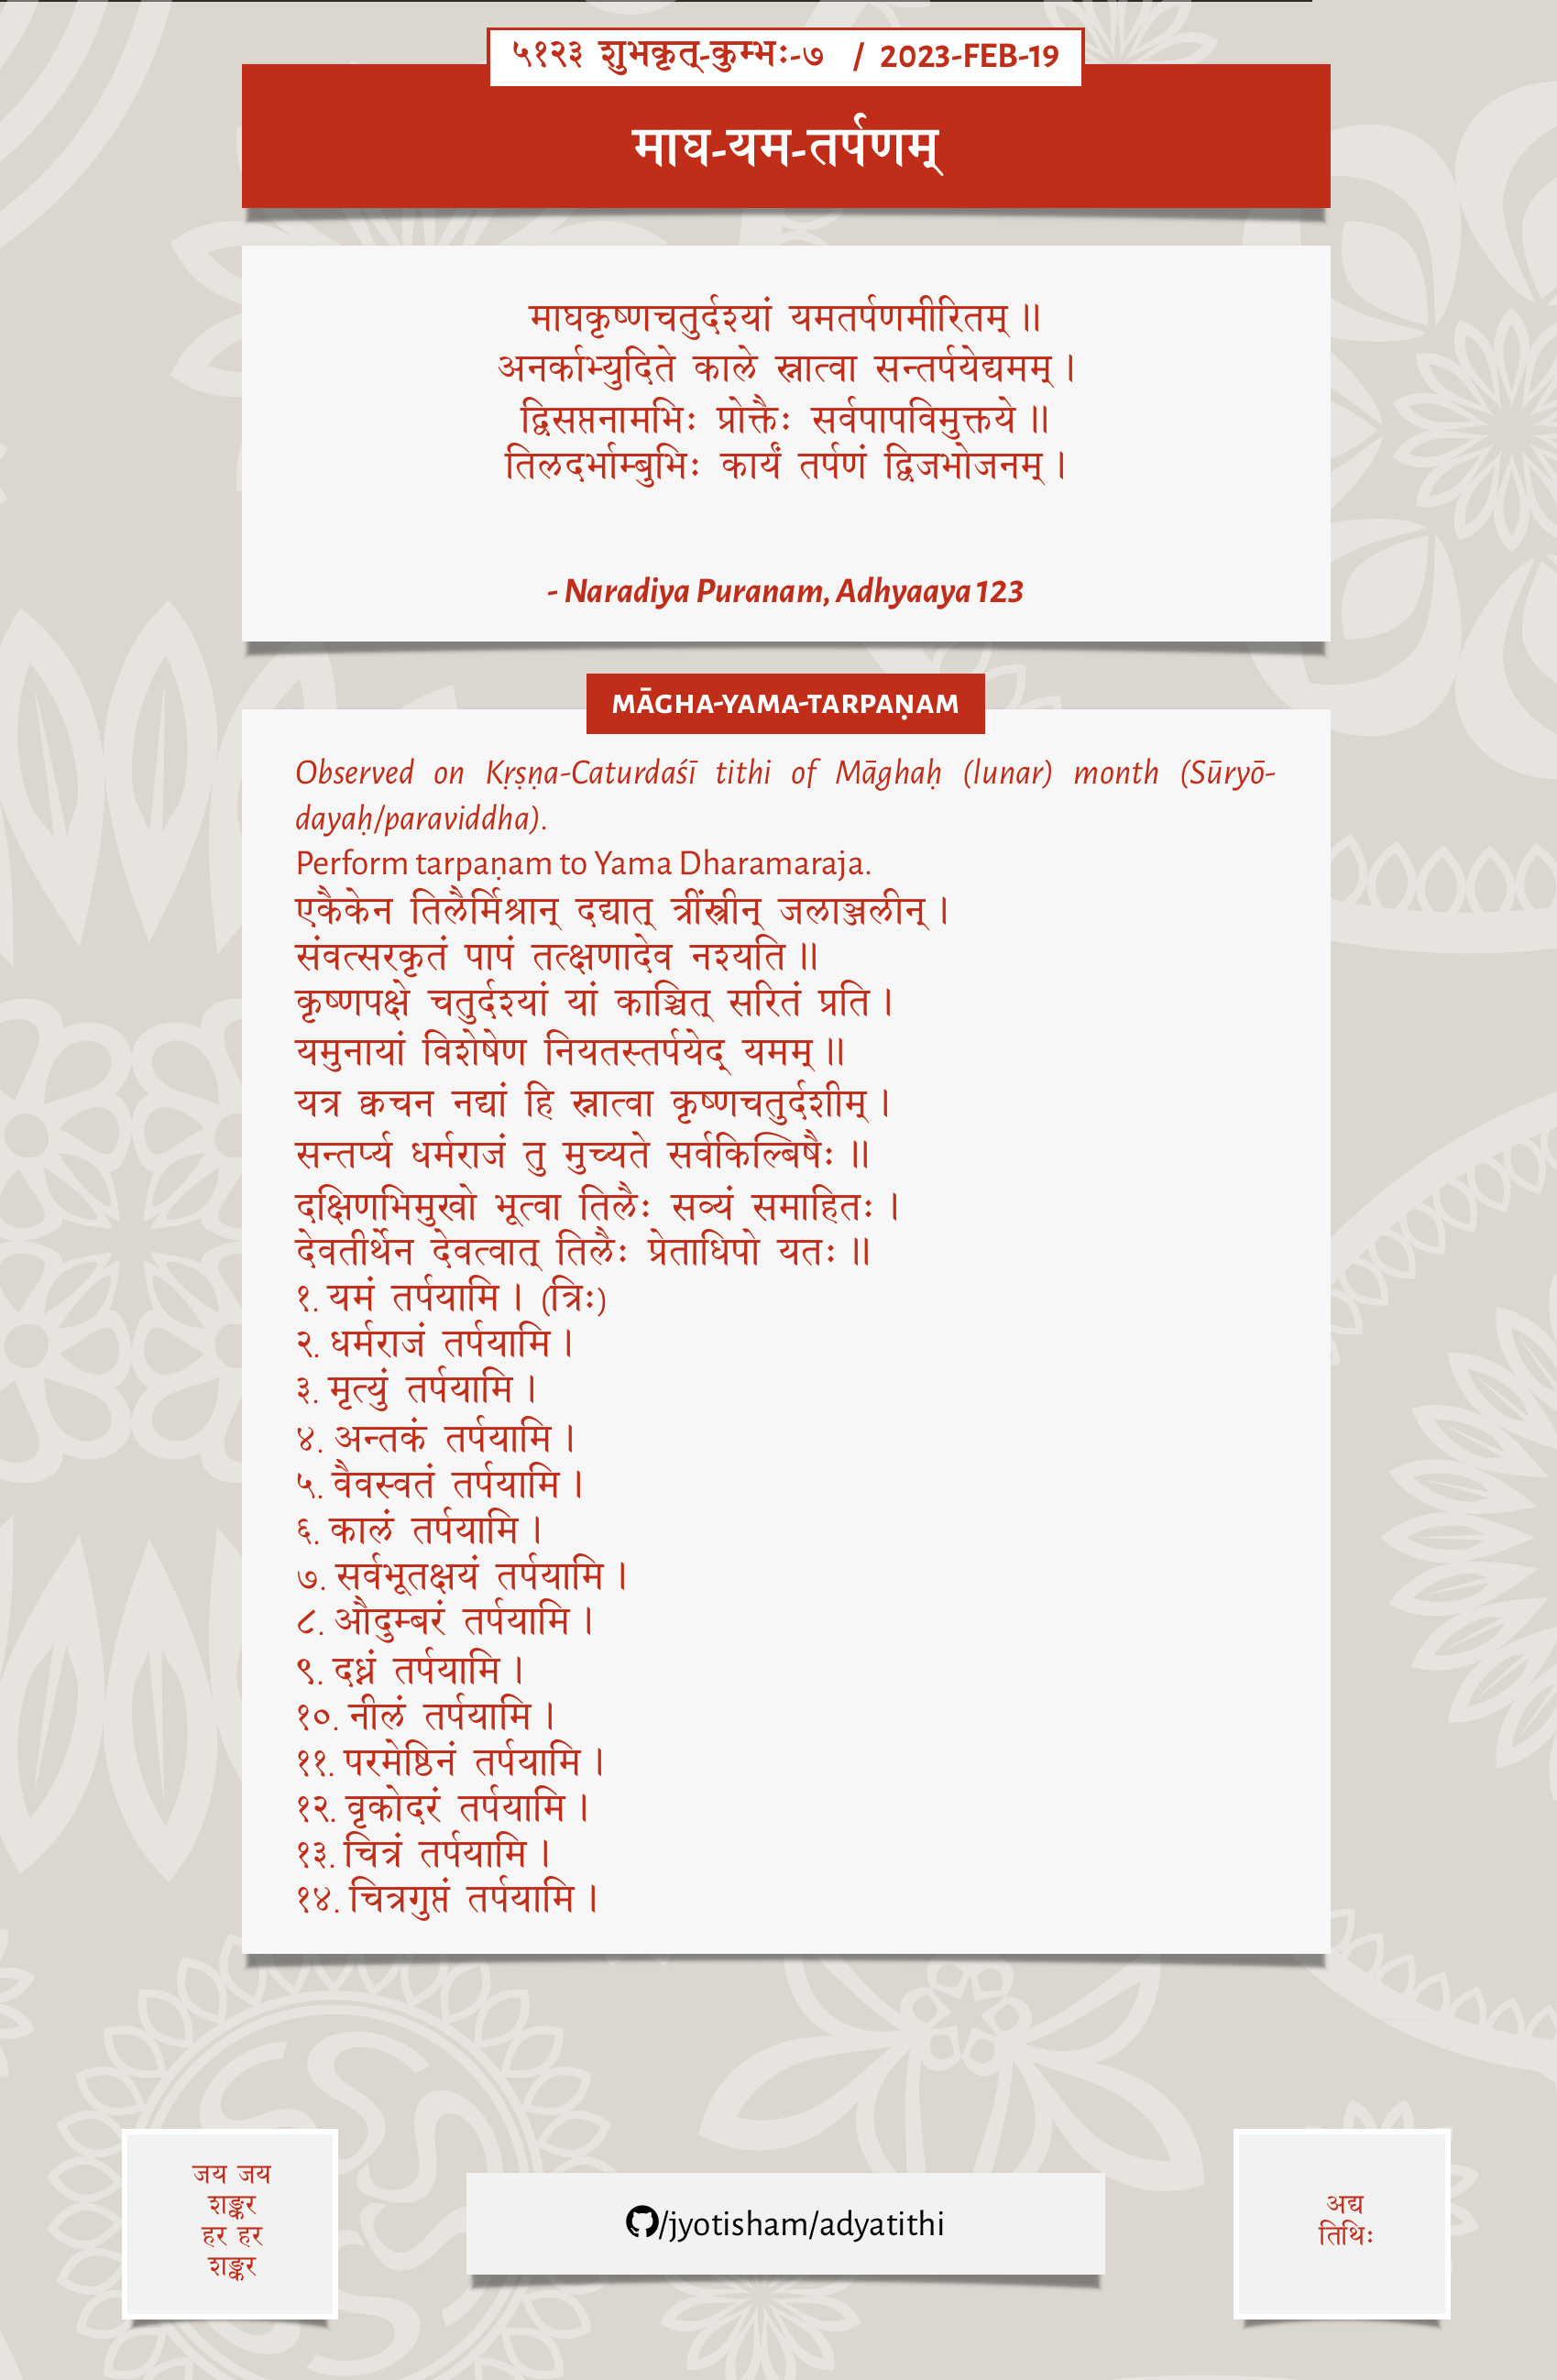 ५१२३ शुभकृत्-कुम्भः-७ / 2023-FEB-19
माघ-यम-तर्पणम्
माघकृष्णचतुर्दश्यां यमतर्पणमीरितम्॥
अनर्काभ्युदिते काले स्नात्वा सन्तर्पयेद्यमम्।
द्विसप्तनामभिः प्रोक्तैः सर्वपापविमुक्तये॥
तिलदर्भाम्बुभिः कार्यं तर्पणं द्विजभोजनम्।
- Naradiya Puranam, Adhyaaya 123
MĀGHA-YAMA-TARPAṆAM
Observed on Kṛṣṇa-Caturdaśī tithi of Māghaḥ (lunar) month (Sūryō-
dayaḥ/paraviddha).
Perform tarpaṇam to Yama Dharamaraja.
एकैकेन तिलैर्मिश्रान् दद्यात् त्रींस्त्रीन् जलाञ्जलीन्।
संवत्सरकृतं पापं तत्क्षणादेव नश्यति॥
कृष्णपक्षे चतुर्दश्यां यां काञ्चित् सरितं प्रति।
यमुनायां विशेषेण नियतस्तर्पयेद् यमम्॥
यत्र क्वचन नद्यां हि स्नात्वा कृष्णचतुर्दशीम्।
सन्तर्प्य धर्मराजं तु मुच्यते सर्वकिल्बिषैः॥
दक्षिणभिमुखो भूत्वा तिलैः सव्यं समाहितः।
देवतीर्थेन देवत्वात् तिलैः प्रेताधिपो यतः॥
१. यमं तर्पयामि। (त्रिः)
२. धर्मराजं तर्पयामि।
३. मृत्युं तर्पयामि।
४. अन्तकं तर्पयामि।
५. वैवस्वतं तर्पयामि।
६. कालं तर्पयामि।
७. सर्वभूतक्षयं तर्पयामि।
८. औदुम्बरं तर्पयामि।
९. दध्नं तर्पयामि।
१०. नीलं तर्पयामि।
११. परमेष्ठिनं तर्पयामि।
१२. वृकोदरं तर्पयामि।
१३. चित्रं तर्पयामि।
१४. चित्रगुप्तं तर्पयामि।
जय जय
शङ्कर
हर हर
शङ्कर
/jyotisham/adyatithi
अद्य
तिथिः